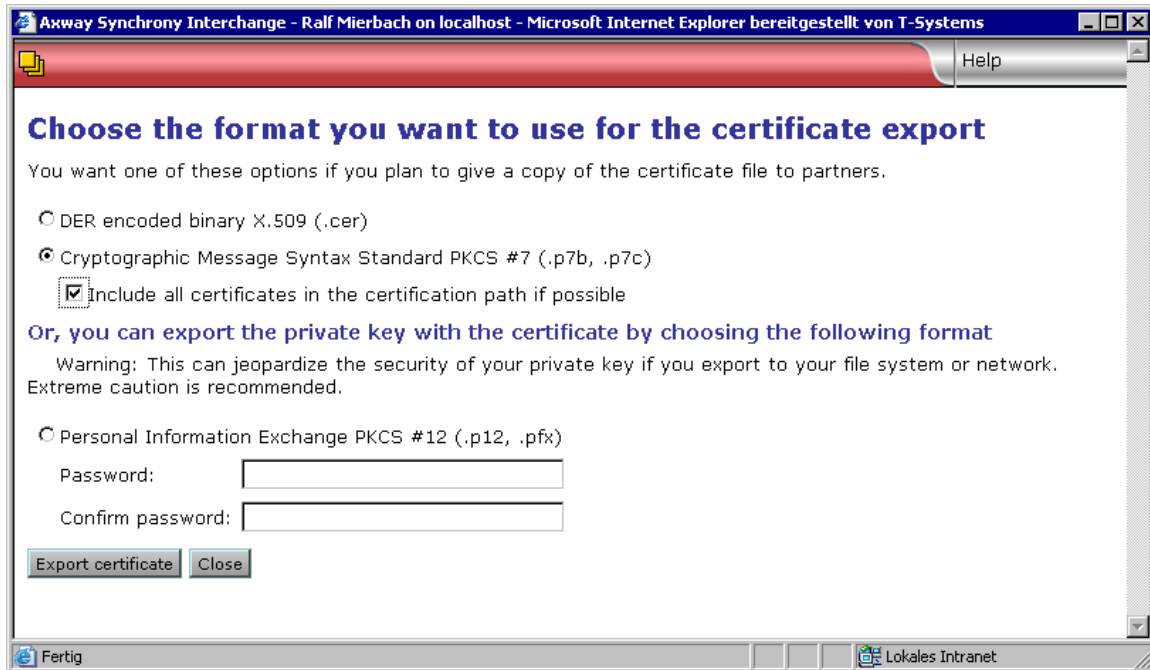 Axway Synchrony Interchange - Ralf Mierbach on localhost - Microsoft Internet Explorer bereitgestellt von T-Systems
Help
Choose the format you want to use for the certificate export
You want one of these options if you plan to give a copy of the certificate file to partners.
DER encoded binary X.509 (.cer)
Cryptographic Message Syntax Standard PKCS #7 (.p7b, .p7c)
Include all certificates in the certification path if possible
Or, you can export the private key with the certificate by choosing the following format
Warning: This can jeopardize the security of your private key if you export to your file system or network.
Extreme caution is recommended.
Personal Information Exchange PKCS #12 (.p12, .pfx)
Password:
Confirm password:
Export certificate Close
Fertig Lokales Intranet